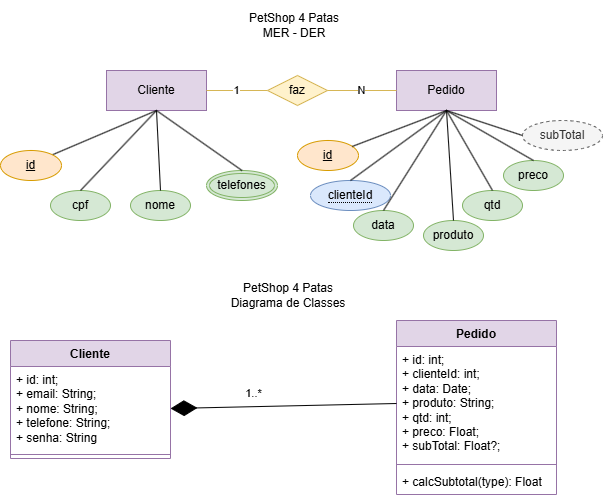 PetShop 4 Patas
MER - DER
Cliente
1
faz
N
Pedido
id
cpf
nome
telefones
id
clienteId
data
produto
qtd
preco
subTotal
PetShop 4 Patas
Diagrama de Classes
Cliente
+ id: int;
+ email: String;
+ nome: String;
+ telefone: String;
+ senha: String
1..*
Pedido
+ id: int;
+ clienteId: int;
+ data: Date;
+ produto: String;
+ qtd: int;
+ preco: Float;
+ subTotal: Float?;
+ calcSubtotal(type): Float